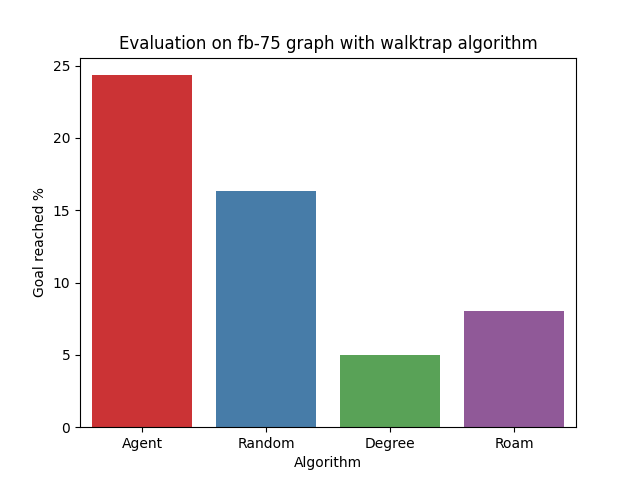 Evaluation on fb-75 graph with walktrap algorithm
Goal reached %
25
20
15
10
5
0
Agent Random Degree Roam
Algorithm